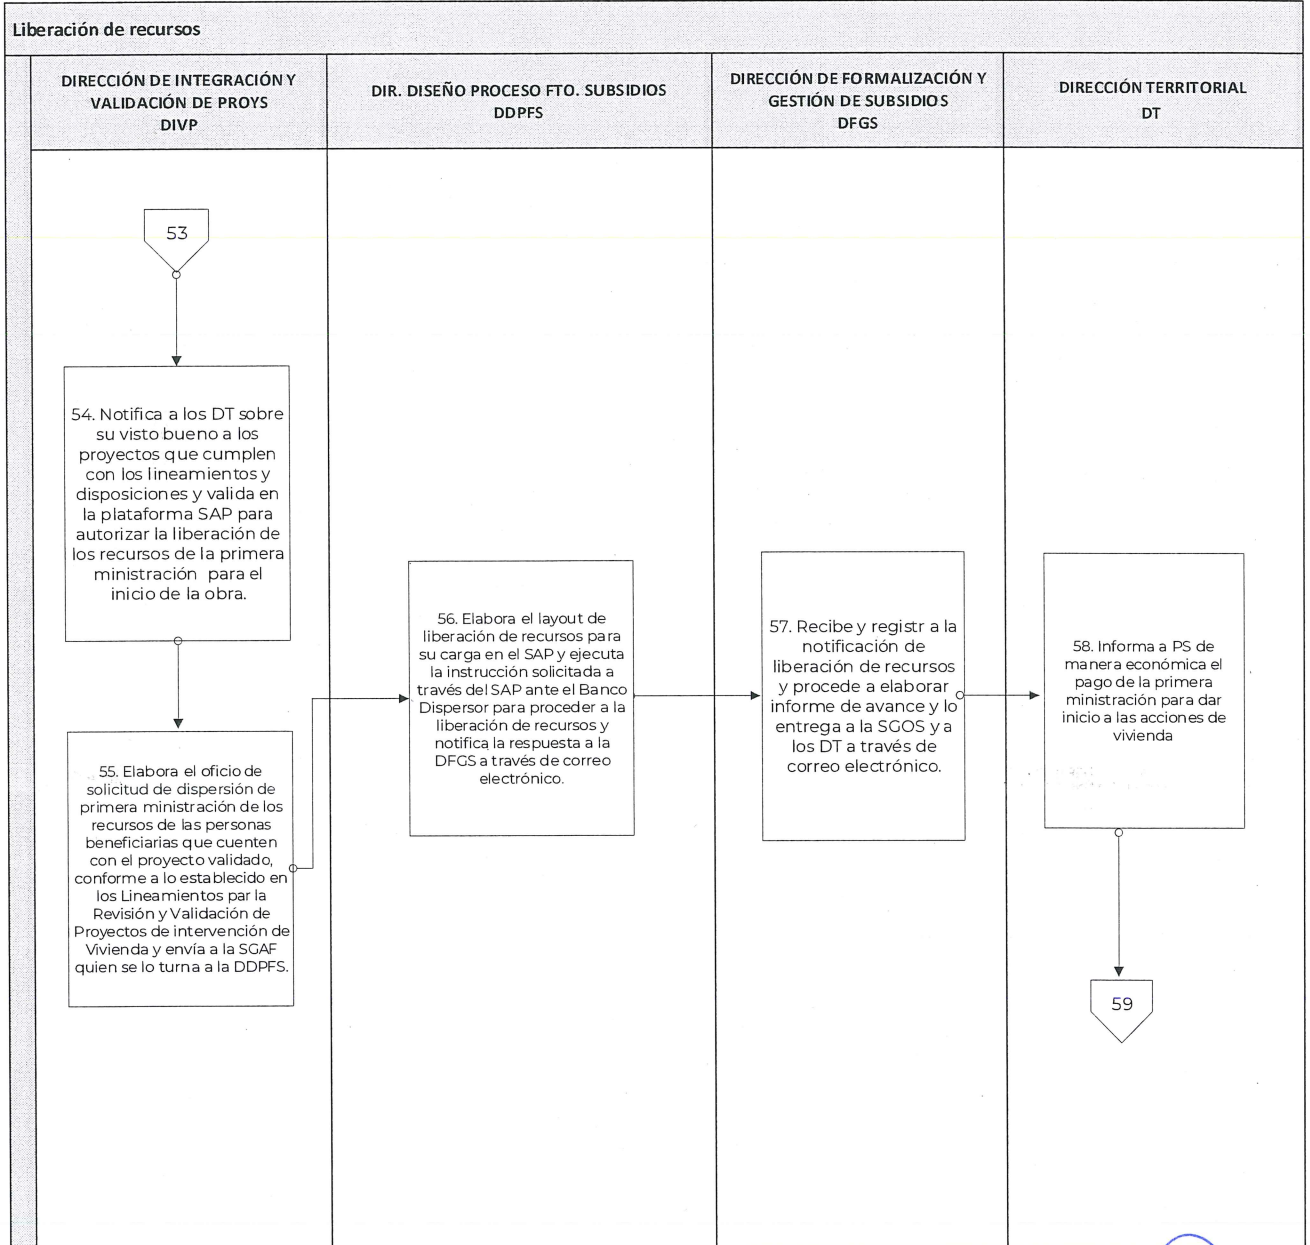 Liberación de recursos
DIRECCIÓN DE INTEGRACIÓN Y
VALIDACIÓN DE PROYS
DIVP
DIR. DISEÑO PROCESO FTO. SUBSIDIOS
DDPFS
DIRECCIÓN DE FORMALIZACIÓN Y
GESTIÓN DE SUBSIDIOS
DFGS
DIRECCIÓN TERRITORIAL
DT
53
54. Notifica a los DT sobre
su visto bueno a los
proyectos que cumplen
con los lineamientos y
disposiciones y valida en
la plataforma SAP para
autorizar la liberación de
los recursos de la primera
ministración para el
inicio de la obra.
55. Elabora el oficio de
solicitud de dispersión de
primera ministración de los
recursos de las personas
beneficiarias que cuenten
con el proyecto validado,
conforme a lo establecido en
los Lineamientos par la
Revisión y Validación de
Proyectos de intervención de
Vivienda y envía a la SGAF
quien se lo turna a la DDPFS.
56. Elabora el layout de
liberación de recursos para
su carga en el SAP y ejecuta
la instrucción solicitada a
través del SAP ante el Banco
Dispersor para proceder a la
liberación de recursos y
notifica la respuesta a la
DFGS a través de correo
electrónico.
57. Recibe y registr a la
notificación de
liberación de recursos
y procede a elaborar
informe de avance y lo
entrega a la SGOS y a
los DT a través de
correo electrónico.
58. Informa a PS de
manera económica el
pago de la primera
ministración para dar
inicio a las acciones de
vivienda
59